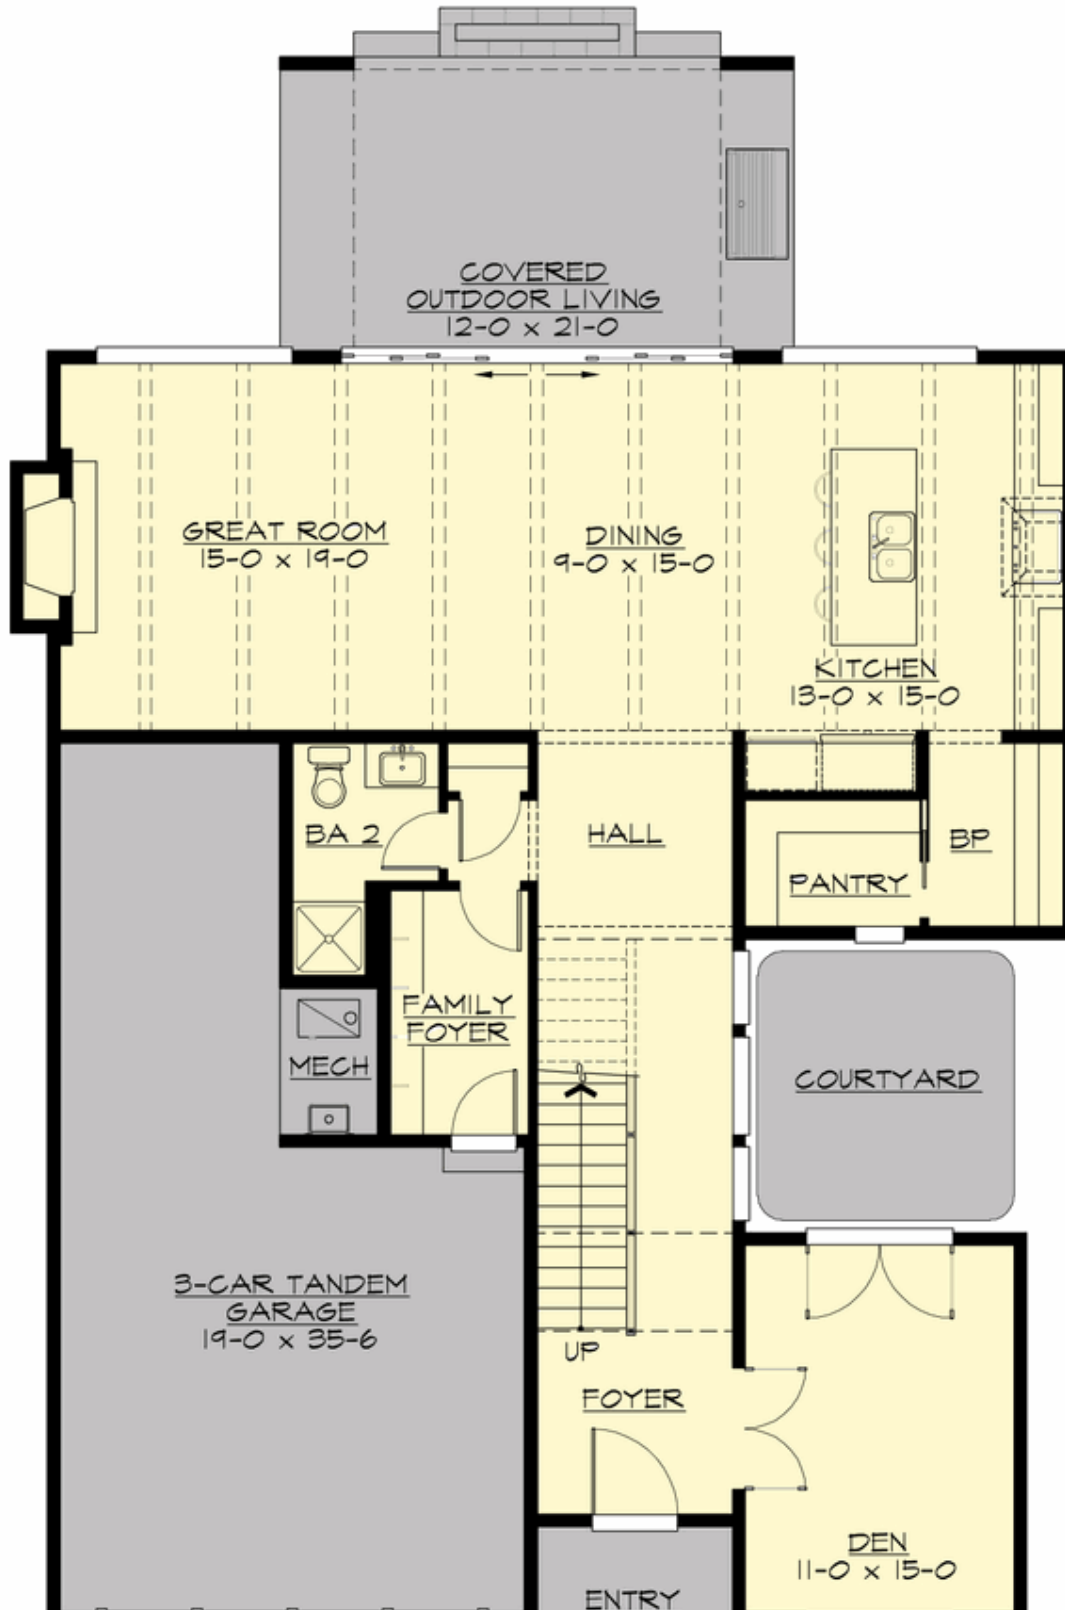 COVERED
OUTDOOR LIVING
12-0 x 21-0
GREAT ROOM
15-0 x 19-0
DINING
9-0 x 15-0
KITCHEN
13-0 x 15-0
BA 2
HALL
BP
PANTRY
FAMILY
FOYER
MECH
COURTYARD
3-CAR TANDEM
GARAGE
19-0 x 35-6
UP
FOYER
DEN
11-0 x 15-0
ENTRY